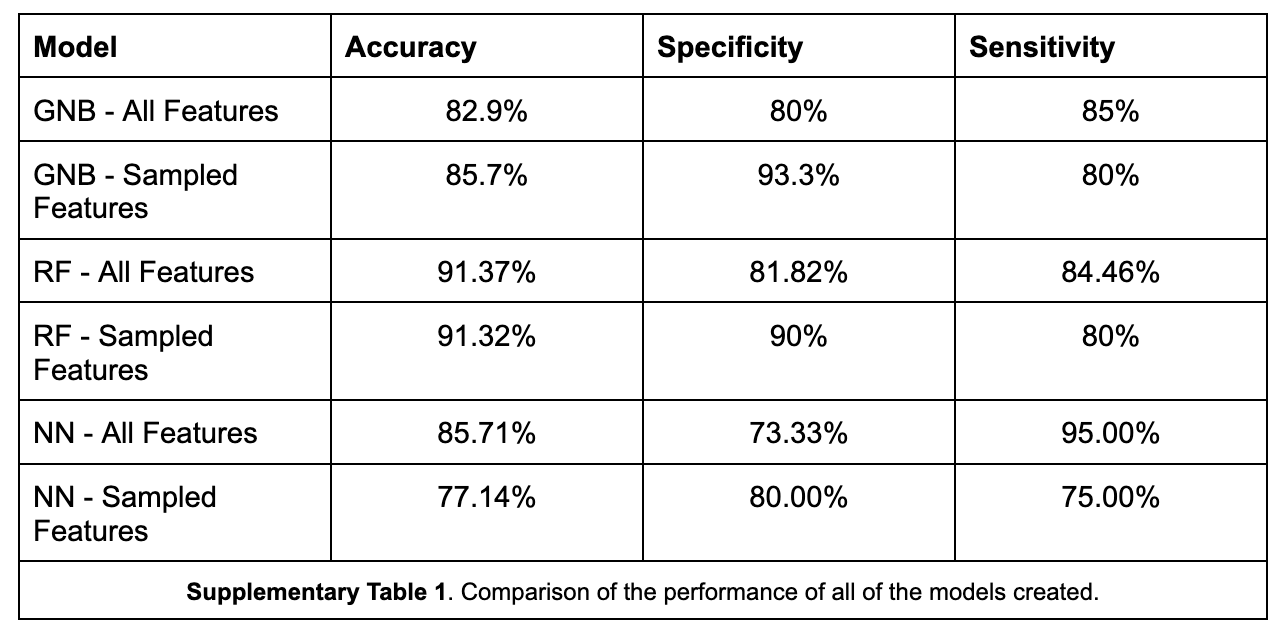 Model Accuracy Specificity Sensitivity
GNB - All Features 82.9% 80% 85%
GNB - Sampled 85.7% 93.3% 80%
Features
RF - All Features 91.37% 81.82% 84.46%
RF - Sampled 91.32% 90% 80%
Features
NN - All Features 85.71% 73.33% 95.00%
NN - Sampled 77.14% 80.00% 75.00%
Features
Supplementary Table 1. Comparison of the performance of all of the models created.